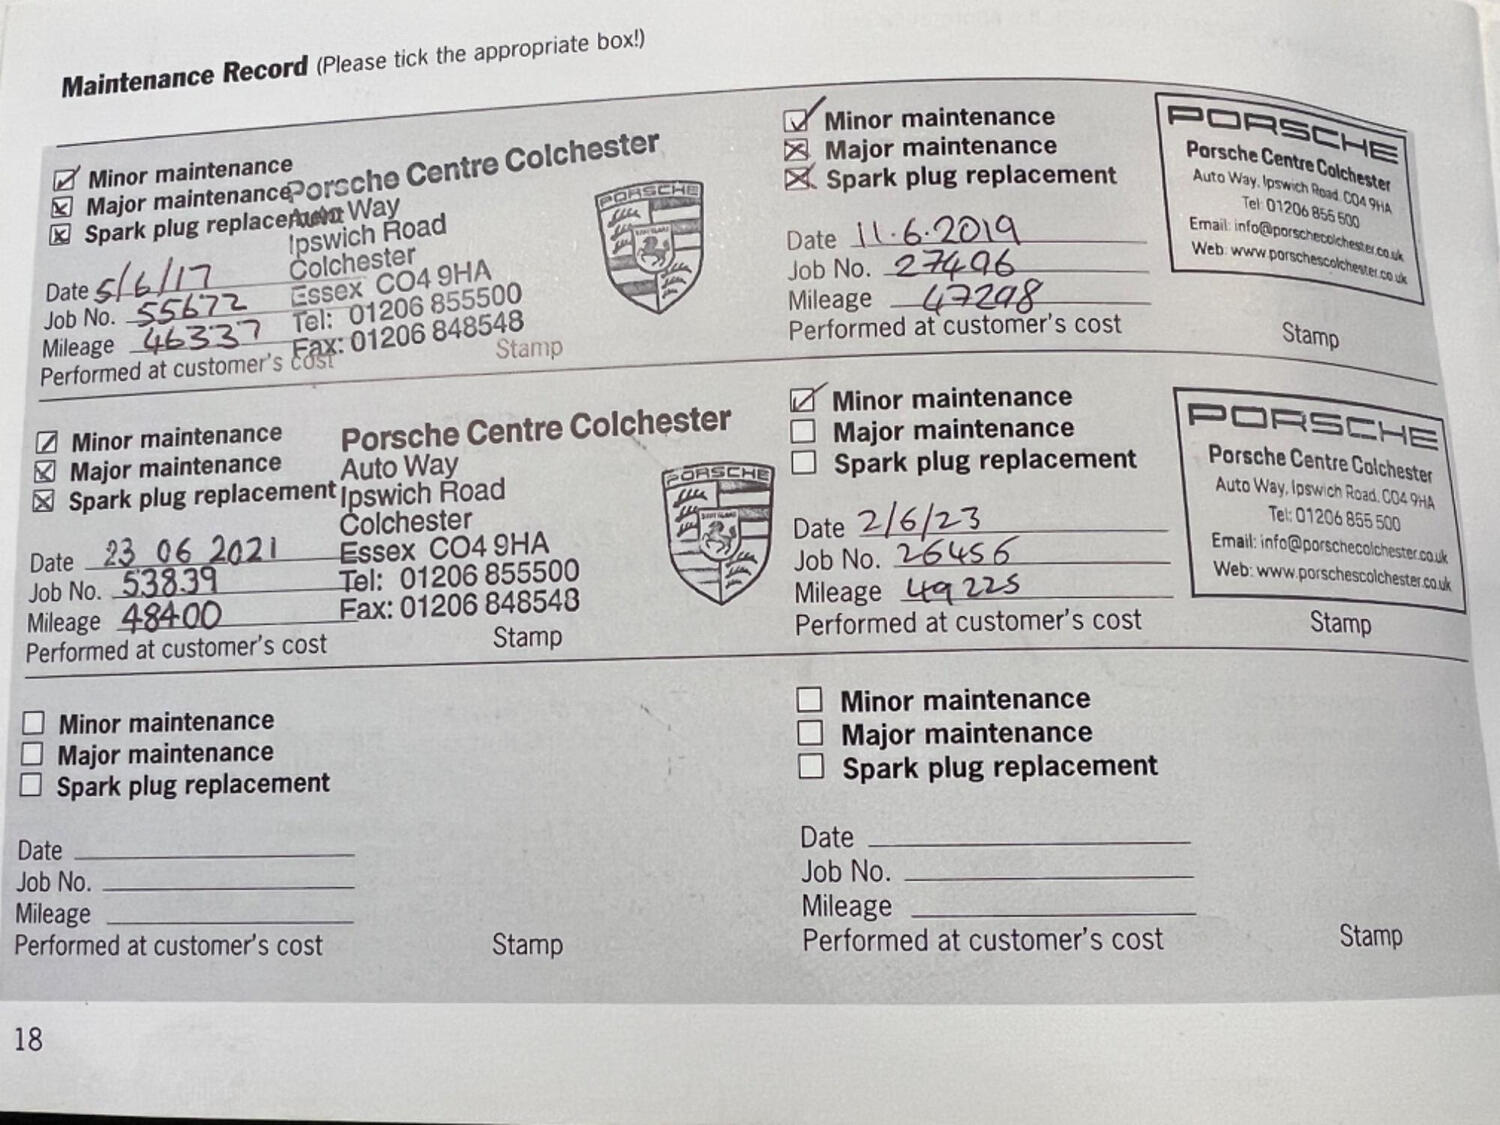 Maintenance Record (Please tick the appropriate box!)
Minor maintenance
Major maintenance
Spark plug replacement
Date 5/6/17
Job No. 55672
Mileage 46337
Performed at customer's cost
Porsche Centre Colchester
Auto Way
Ipswich Road
Colchester
Essex CO4 9HA
Tel: 01206 855500
Fax: 01206 848548
Stamp
PORSCHE
Minor maintenance
Major maintenance
Spark plug replacement
Date 11.6.2019
Job No. 27496
Mileage 47298
Performed at customer's cost
PORSCHE
Porsche Centre Colchester
Auto Way, Ipswich Road, CO4 9HA
Tel: 01206 855 500
Email: info@porschecolchester.co.uk
Web: www.porschescolchester.co.uk
Stamp
Minor maintenance
Major maintenance
Spark plug replacement
Date 23 06 2021
Job No. 53839
Mileage 48400
Performed at customer's cost
Porsche Centre Colchester
Auto Way
Ipswich Road
Colchester
Essex CO4 9HA
Tel: 01206 855500
Fax: 01206 848548
Stamp
PORSCHE
Minor maintenance
Major maintenance
Spark plug replacement
Date 2/6/23
Job No. 26456
Mileage 49225
Performed at customer's cost
PORSCHE
Porsche Centre Colchester
Auto Way, Ipswich Road, CO4 9HA
Tel: 01206 855 500
Email: info@porschecolchester.co.uk
Web: www.porschescolchester.co.uk
Stamp
Minor maintenance
Major maintenance
Spark plug replacement
Date
Job No.
Mileage
Performed at customer's cost
Stamp
Minor maintenance
Major maintenance
Spark plug replacement
Date
Job No.
Mileage
Performed at customer's cost
Stamp
18